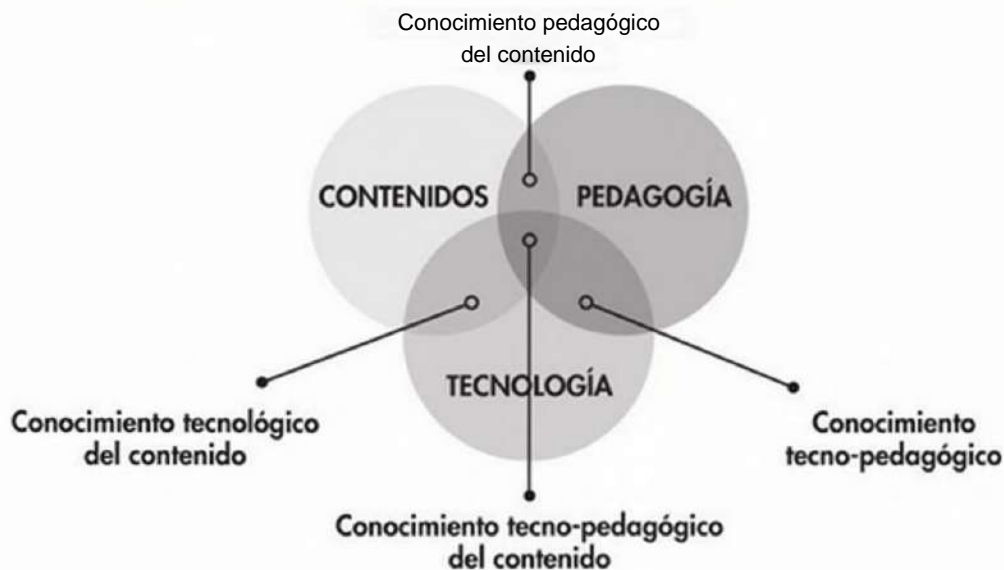 Conocimiento pedagógico
del contenido
CONTENIDOS
PEDAGOGÍA
TECNOLOGÍA
Conocimiento tecnológico
del contenido
Conocimiento
tecno-pedagógico
Conocimiento tecno-pedagógico
del contenido